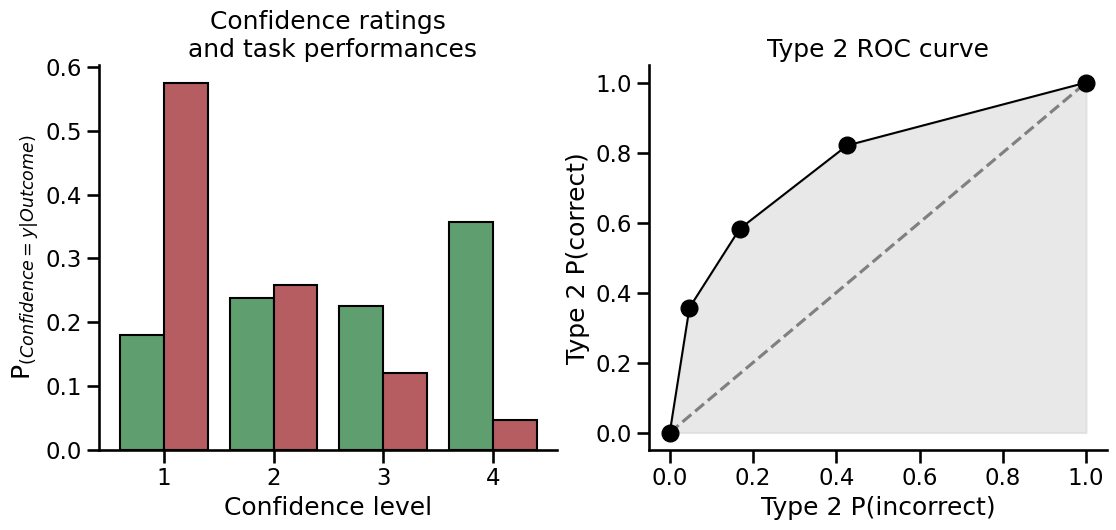 Confidence ratings
and task performances
P(Confidence = y|Outcome)
0.6
0.5
0.4
0.3
0.2
0.1
0.0
1 2 3 4
Confidence level
Type 2 ROC curve
Type 2 P(correct)
1.0
0.8
0.6
0.4
0.2
0.0
0.0 0.2 0.4 0.6 0.8 1.0
Type 2 P(incorrect)